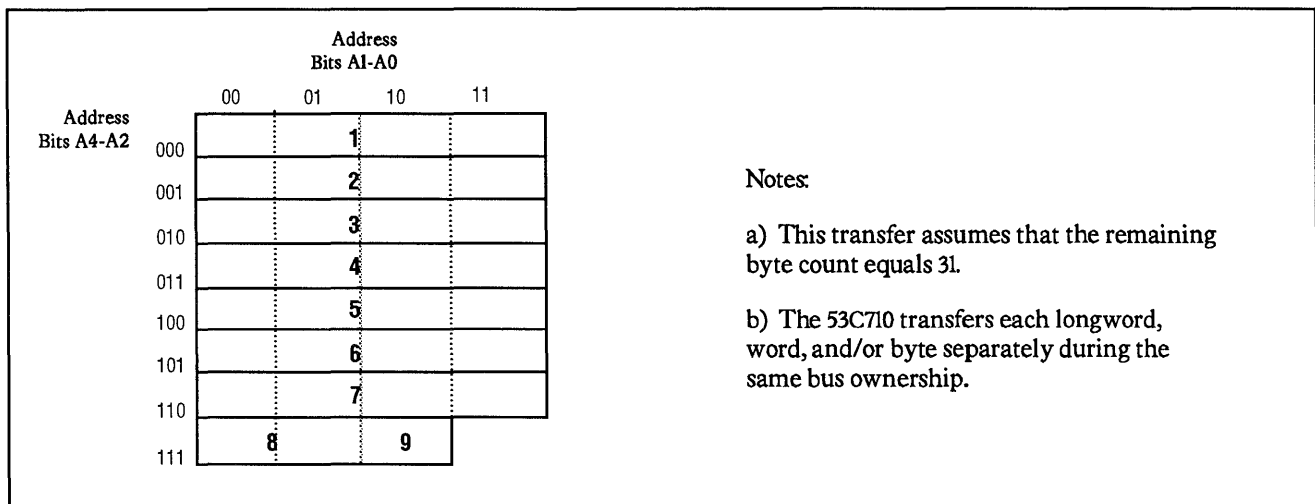 Address
Bits A1-A0
00 01 10 11
Address
Bits A4-A2
000 1
001 2
010 3
011 4
100 5
101 6
110 7
111 8 9
Notes:
a) This transfer assumes that the remaining
byte count equals 31.
b) The 53C710 transfers each longword,
word, and/or byte separately during the
same bus ownership.